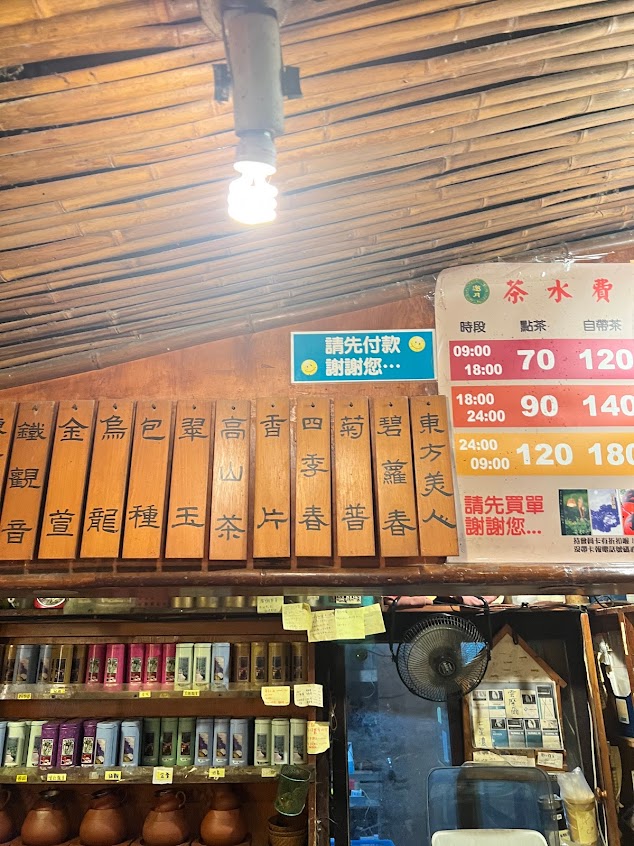 請先付款
謝謝您…
茶水費
時段 點茶 自帶茶
09:00 18:00 70 120
18:00 24:00 90 140
24:00 09:00 120 180
請先買單
謝謝您...
鐵觀音
金萱
烏龍
包種
翠玉
高山茶
香片
四季春
菊普
碧蘿春
東方美人